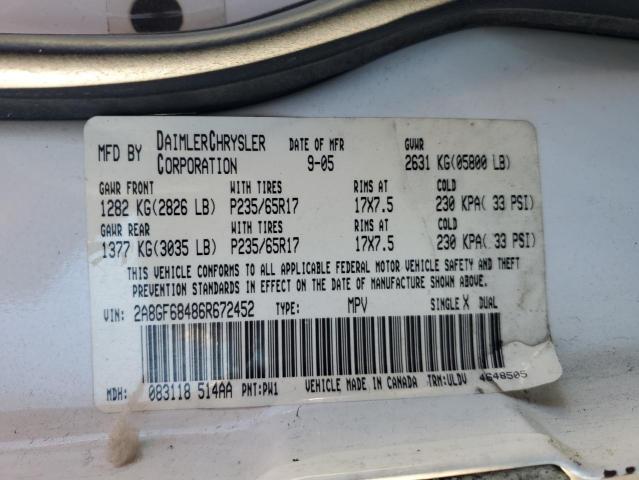 MFD BY DAIMLERCHRYSLER CORPORATION DATE OF MFR 9-05 GVWR 2631 KG(05800 LB)
GAWR FRONT WITH TIRES RIMS AT COLD
1282 KG(2826 LB) P235/65R17 17X7.5 230 KPA( 33 PSI)
GAWR REAR WITH TIRES RIMS AT COLD
1377 KG(3035 LB) P235/65R17 17X7.5 230 KPA( 33 PSI)
THIS VEHICLE CONFORMS TO ALL APPLICABLE FEDERAL MOTOR VEHICLE SAFETY AND THEFT
PREVENTION STANDARDS IN EFFECT ON THE DATE OF MANUFACTURE SHOWN ABOVE.
VIN: 2A8GF68486R672452 TYPE: MPV SINGLE X DUAL
MDH: 083118 514AA PNT:PW1 VEHICLE MADE IN CANADA TRM:VLDV 4648505